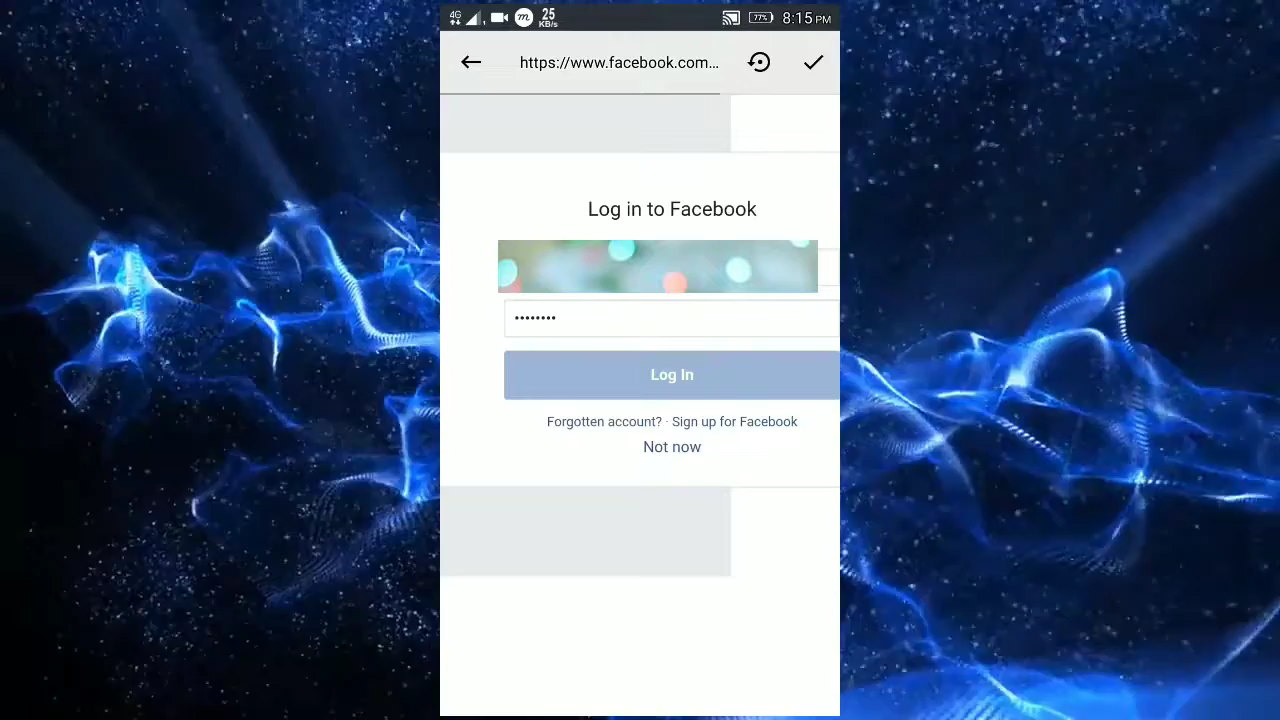 4G 25 KB/s 77% 8:15 PM
https://www.facebook.com...
Log in to Facebook
••••••••
Log In
Forgotten account? · Sign up for Facebook
Not now